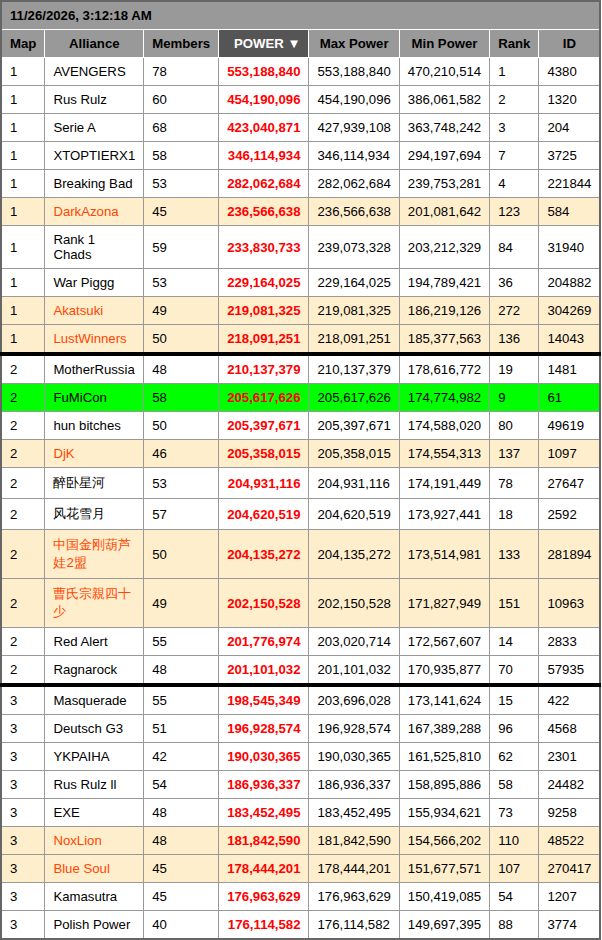 11/26/2026, 3:12:18 AM
Map Alliance Members POWER ▼ Max Power Min Power Rank ID
1 AVENGERS 78 553,188,840 553,188,840 470,210,514 1 4380
1 Rus Rulz 60 454,190,096 454,190,096 386,061,582 2 1320
1 Serie A 68 423,040,871 427,939,108 363,748,242 3 204
1 XTOPTIERX1 58 346,114,934 346,114,934 294,197,694 7 3725
1 Breaking Bad 53 282,062,684 282,062,684 239,753,281 4 221844
1 DarkAzona 45 236,566,638 236,566,638 201,081,642 123 584
1 Rank 1 Chads 59 233,830,733 239,073,328 203,212,329 84 31940
1 War Piggg 53 229,164,025 229,164,025 194,789,421 36 204882
1 Akatsuki 49 219,081,325 219,081,325 186,219,126 272 304269
1 LustWinners 50 218,091,251 218,091,251 185,377,563 136 14043
2 MotherRussia 48 210,137,379 210,137,379 178,616,772 19 1481
2 FuMiCon 58 205,617,626 205,617,626 174,774,982 9 61
2 hun bitches 50 205,397,671 205,397,671 174,588,020 80 49619
2 DjK 46 205,358,015 205,358,015 174,554,313 137 1097
2 醉卧星河 53 204,931,116 204,931,116 174,191,449 78 27647
2 风花雪月 57 204,620,519 204,620,519 173,927,441 18 2592
2 中国金刚葫芦娃2盟 50 204,135,272 204,135,272 173,514,981 133 281894
2 曹氏宗親四十少 49 202,150,528 202,150,528 171,827,949 151 10963
2 Red Alert 55 201,776,974 203,020,714 172,567,607 14 2833
2 Ragnarock 48 201,101,032 201,101,032 170,935,877 70 57935
3 Masquerade 55 198,545,349 203,696,028 173,141,624 15 422
3 Deutsch G3 51 196,928,574 196,928,574 167,389,288 96 4568
3 YKPAIHA 42 190,030,365 190,030,365 161,525,810 62 2301
3 Rus Rulz ll 54 186,936,337 186,936,337 158,895,886 58 24482
3 EXE 48 183,452,495 183,452,495 155,934,621 73 9258
3 NoxLion 48 181,842,590 181,842,590 154,566,202 110 48522
3 Blue Soul 45 178,444,201 178,444,201 151,677,571 107 270417
3 Kamasutra 45 176,963,629 176,963,629 150,419,085 54 1207
3 Polish Power 40 176,114,582 176,114,582 149,697,395 88 3774